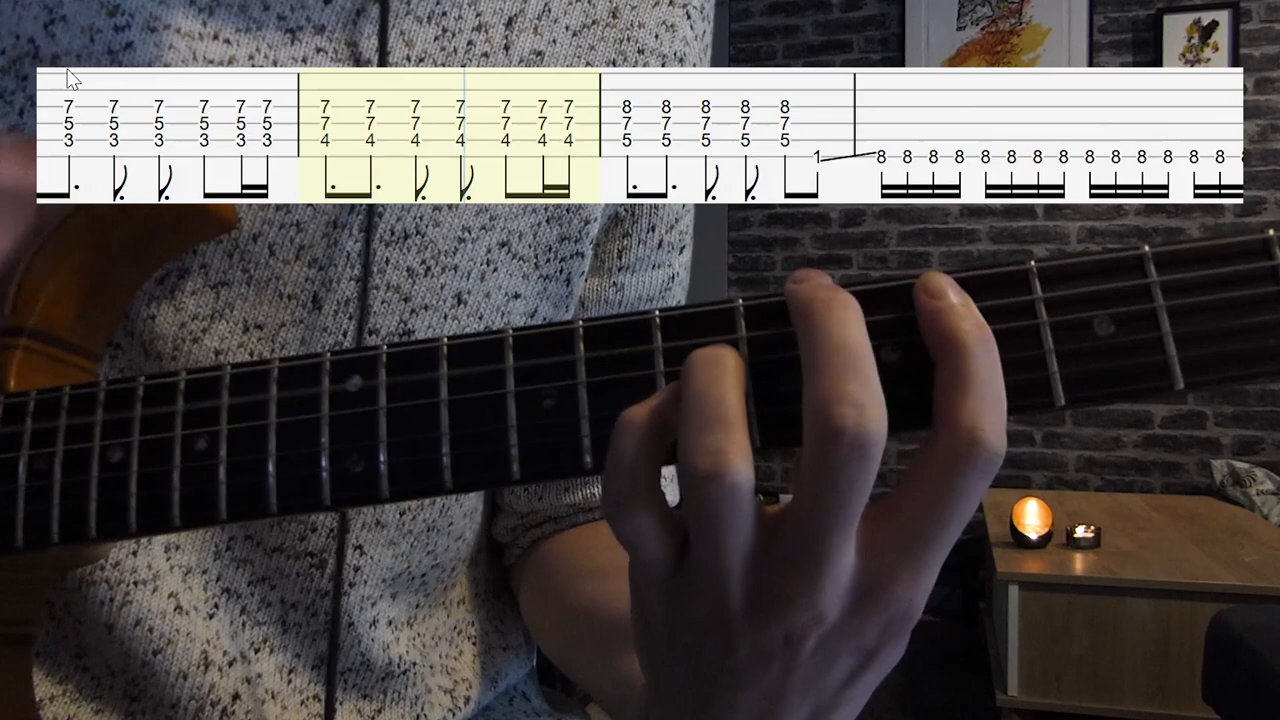 7 7 7 7 7 7 7 7 7 7 7 7 7 8 8 8 8 8
5 5 5 5 5 5 7 7 7 7 7 7 7 7 7 7 7 7
3 3 3 3 3 3 4 4 4 4 4 4 4 5 5 5 5 5
1 8 8 8 8 8 8 8 8 8 8 8 8 8 8